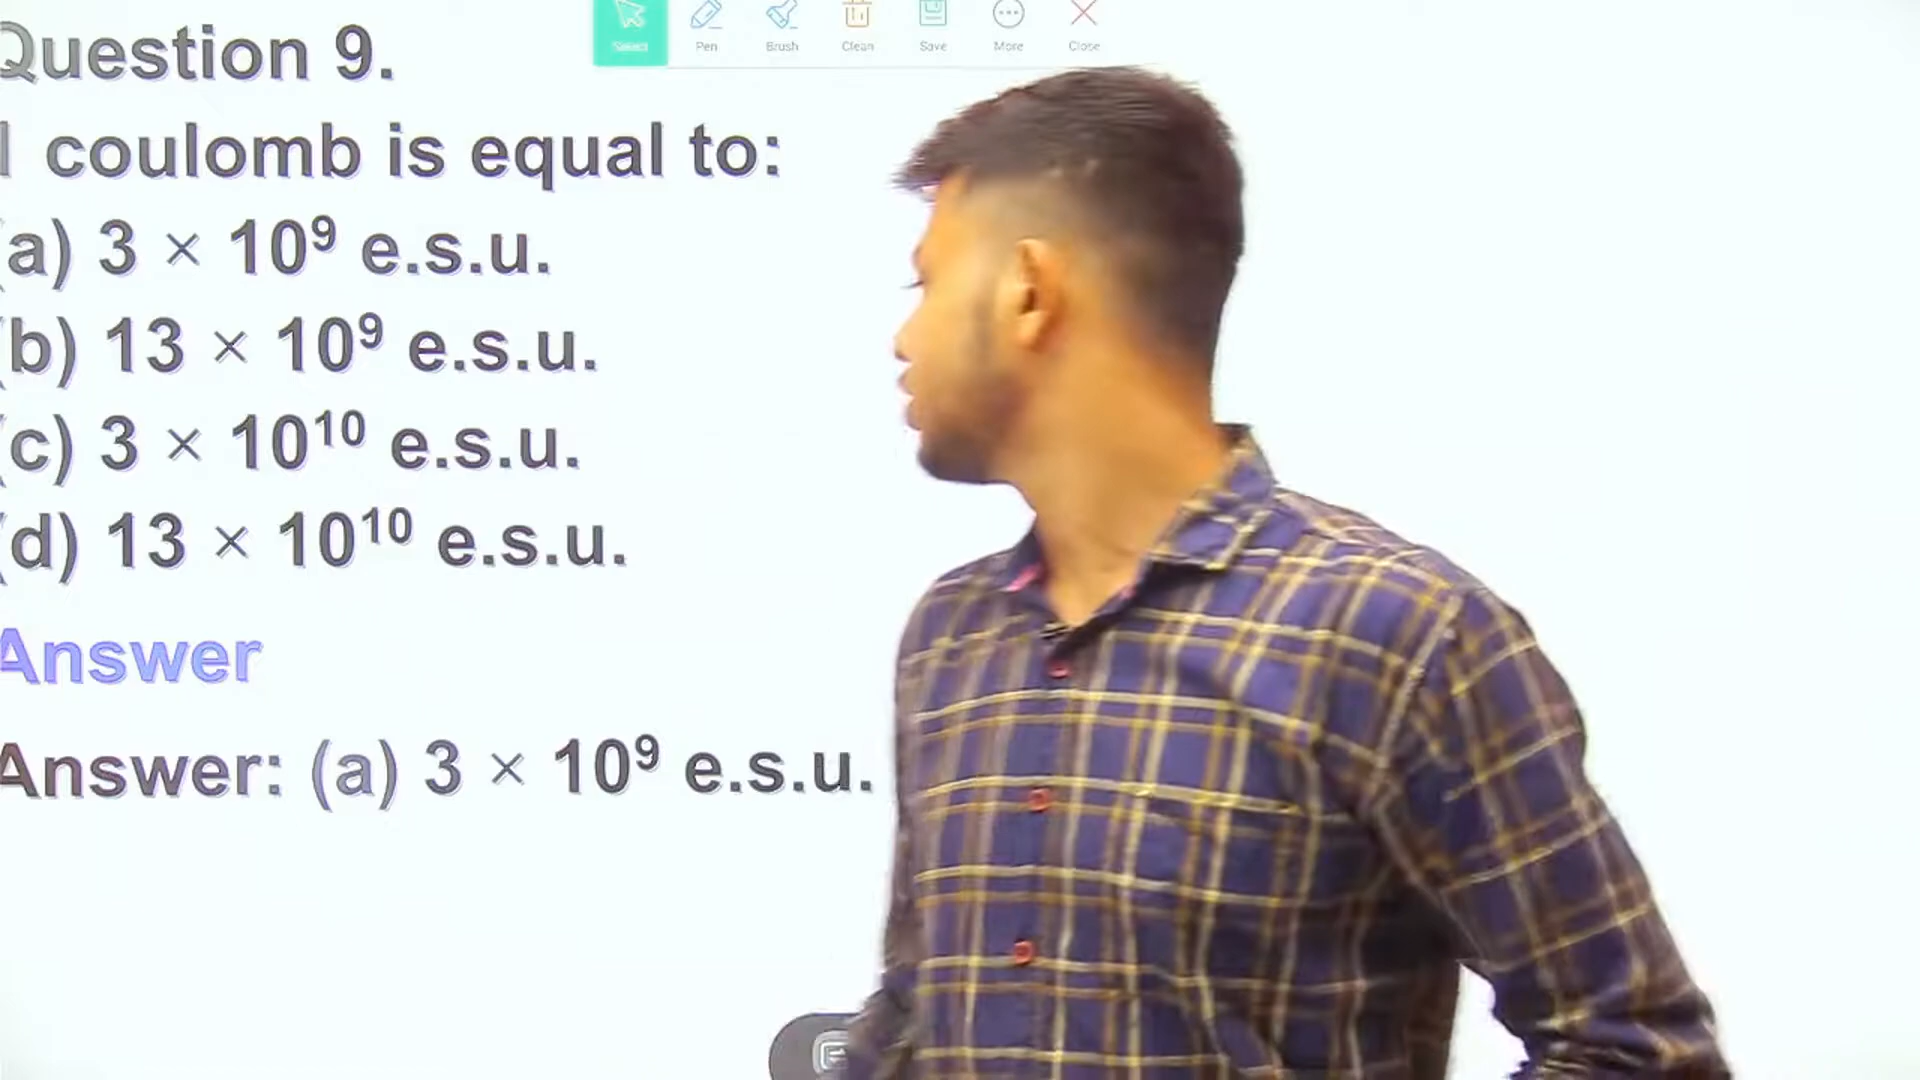 Question 9.
1 coulomb is equal to:
(a) 3 × 10⁹ e.s.u.
(b) 13 × 10⁹ e.s.u.
(c) 3 × 10¹⁰ e.s.u.
(d) 13 × 10¹⁰ e.s.u.
Answer
Answer: (a) 3 × 10⁹ e.s.u.
Select Pen Brush Clean Save More Close